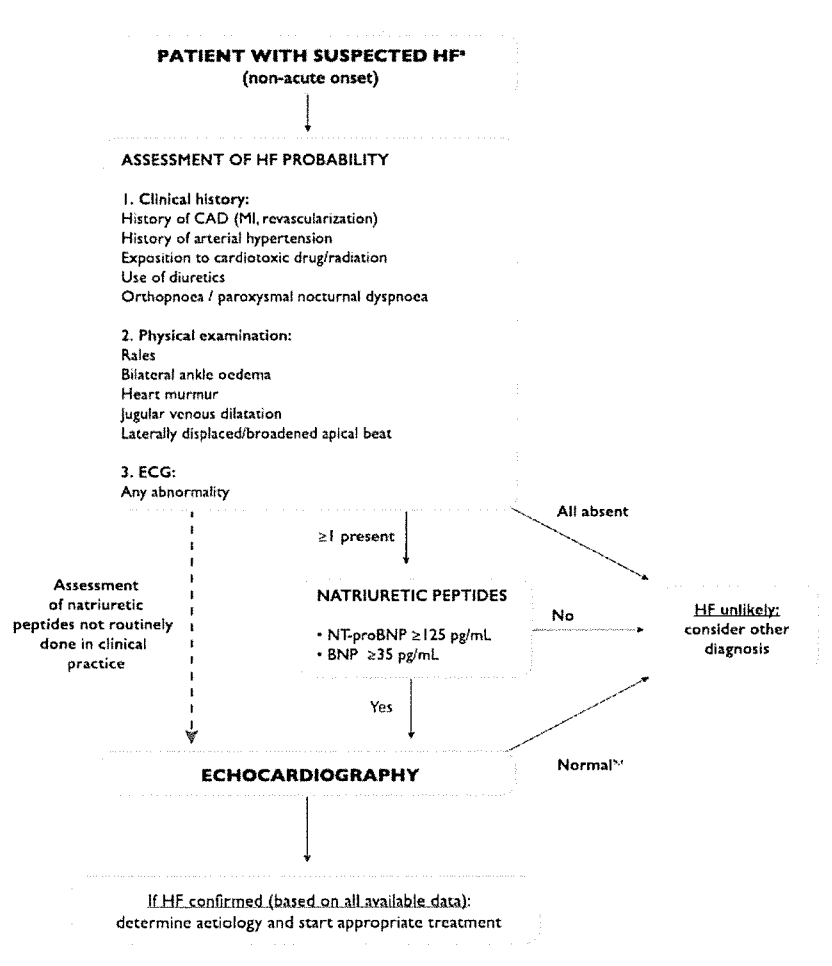 PATIENT WITH SUSPECTED HFª
(non-acute onset)
ASSESSMENT OF HF PROBABILITY
1. Clinical history:
History of CAD (MI, revascularization)
History of arterial hypertension
Exposition to cardiotoxic drug/radiation
Use of diuretics
Orthopnoea / paroxysmal nocturnal dyspnoea
2. Physical examination:
Rales
Bilateral ankle oedema
Heart murmur
Jugular venous dilatation
Laterally displaced/broadened apical beat
3. ECG:
Any abnormality
All absent
≥1 present
Assessment
of natriuretic
peptides not routinely
done in clinical
practice
NATRIURETIC PEPTIDES
• NT-proBNP ≥125 pg/mL
• BNP ≥35 pg/mL
No
HF unlikely:
consider other
diagnosis
Yes
Normal
ECHOCARDIOGRAPHY
If HF confirmed (based on all available data):
determine aetiology and start appropriate treatment